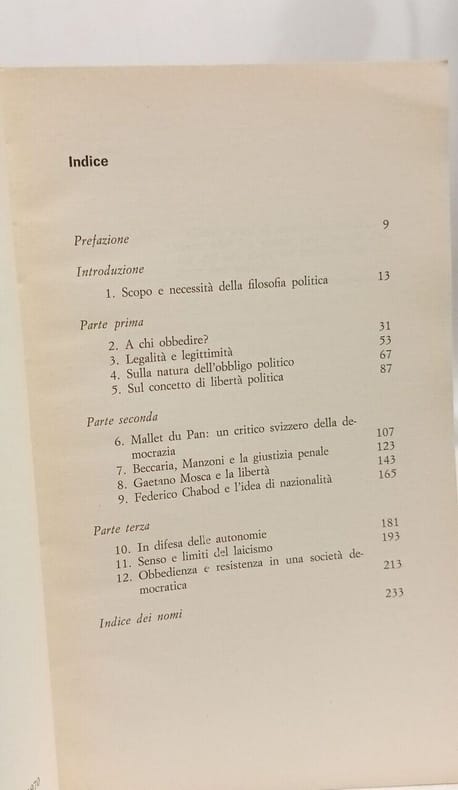 Indice
Prefazione 9
Introduzione
1. Scopo e necessità della filosofia politica 13
Parte prima
2. A chi obbedire? 31
3. Legalità e legittimità 53
4. Sulla natura dell'obbligo politico 67
5. Sul concetto di libertà politica 87
Parte seconda
6. Mallet du Pan: un critico svizzero della de-
mocrazia 107
7. Beccaria, Manzoni e la giustizia penale 123
8. Gaetano Mosca e la libertà 143
9. Federico Chabod e l'idea di nazionalità 165
Parte terza
10. In difesa delle autonomie 181
11. Senso e limiti del laicismo 193
12. Obbedienza e resistenza in una società de-
mocratica 213
Indice dei nomi 233